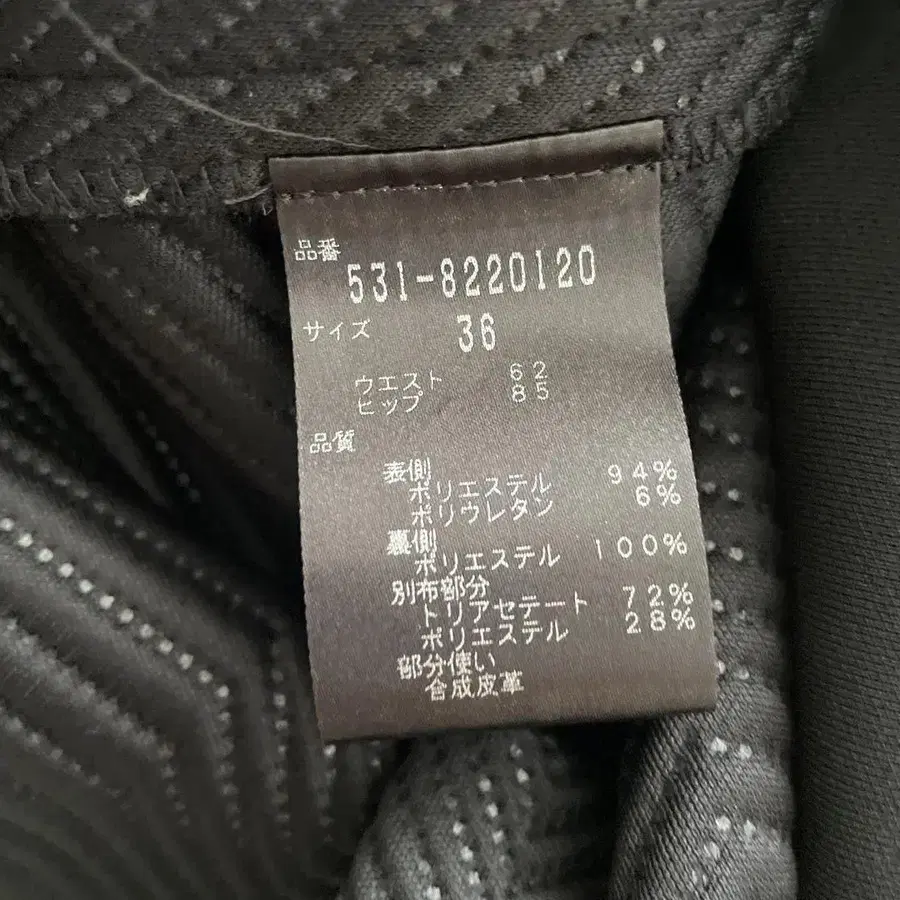 品番
531-8220120
サイズ 36
ウエスト 62
ヒップ 85
品質
表側
ポリエステル 94%
ポリウレタン 6%
裏側
ポリエステル 100%
別布部分
トリアセテート 72%
ポリエステル 28%
部分使い
合成皮革